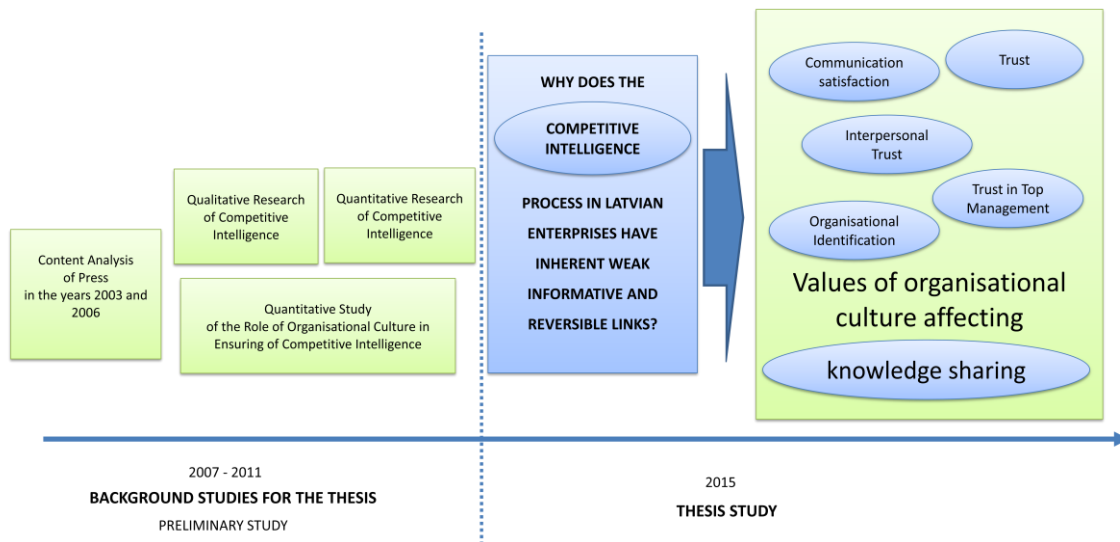 Content Analysis
of Press
in the years 2003 and
2006
Qualitative Research
of Competitive
Intelligence
Quantitative Research
of Competitive
Intelligence
Quantitative Study
of the Role of Organisational Culture in
Ensuring of Competitive Intelligence
WHY DOES THE
COMPETITIVE
INTELLIGENCE
PROCESS IN LATVIAN
ENTERPRISES HAVE
INHERENT WEAK
INFORMATIVE AND
REVERSIBLE LINKS?
Communication
satisfaction
Trust
Interpersonal
Trust
Trust in Top
Management
Organisational
Identification
Values of organisational
culture affecting
knowledge sharing
2007 - 2011
BACKGROUND STUDIES FOR THE THESIS
PRELIMINARY STUDY
2015
THESIS STUDY